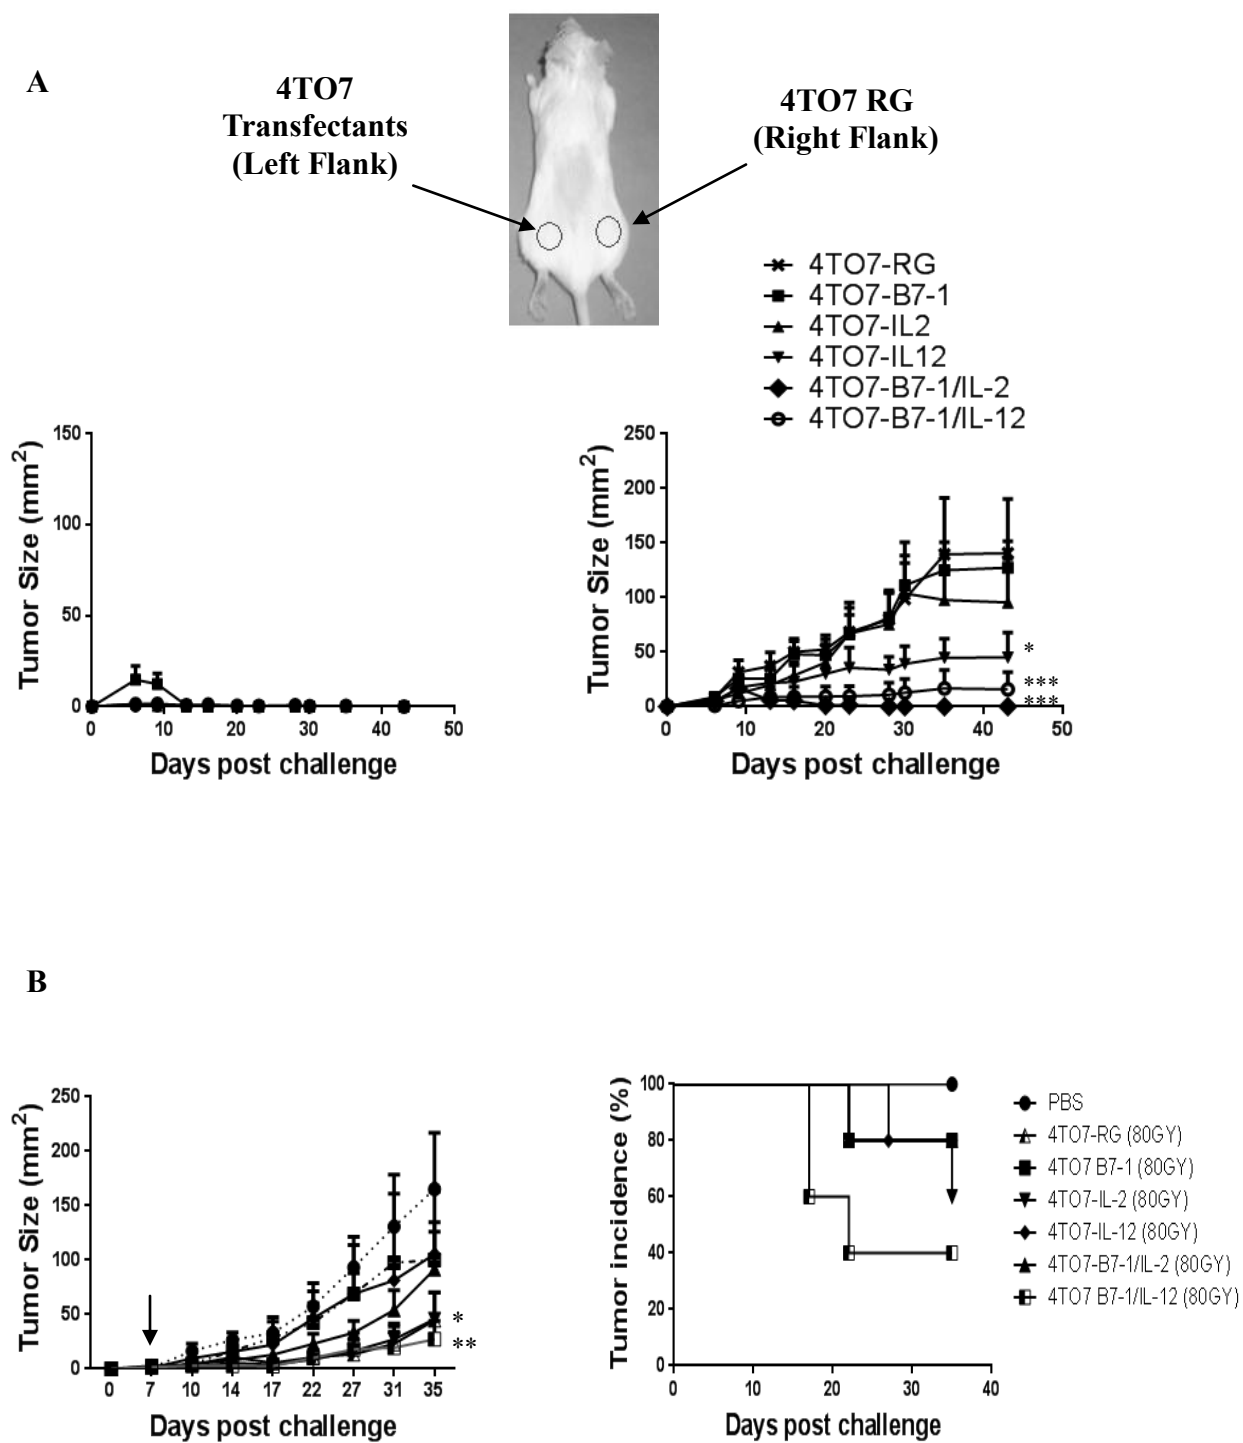 A
4TO7
Transfectants
(Left Flank)
4TO7 RG
(Right Flank)
4TO7-RG
4TO7-B7-1
4TO7-IL2
4TO7-IL12
4TO7-B7-1/IL-2
4TO7-B7-1/IL-12
Tumor Size (mm2)
150
100
50
0
0 10 20 30 40 50
Days post challenge
Tumor Size (mm2)
250
200
150
100
50
0
*
***
***
0 10 20 30 40 50
Days post challenge
B
Tumor Size (mm2)
250
200
150
100
50
0
*
**
0 7 10 14 17 22 27 31 35
Days post challenge
Tumor incidence (%)
100
80
60
40
20
0
0 10 20 30 40
Days post challenge
PBS
4TO7-RG (80GY)
4TO7 B7-1 (80GY)
4TO7-IL-2 (80GY)
4TO7-IL-12 (80GY)
4TO7-B7-1/IL-2 (80GY)
4TO7 B7-1/IL-12 (80GY)